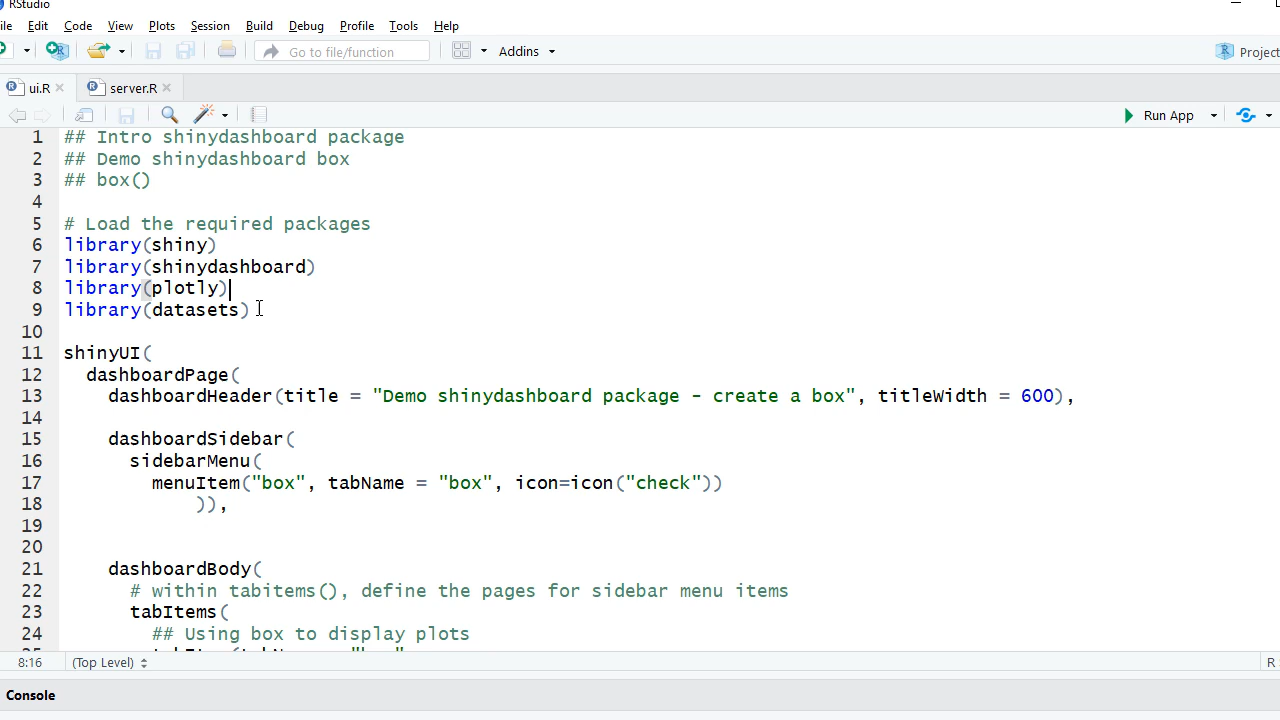 RStudio
ile Edit Code View Plots Session Build Debug Profile Tools Help
Go to file/function Addins Project
ui.R server.R
Run App
1 ## Intro shinydashboard package
2 ## Demo shinydashboard box
3 ## box()
4
5 # Load the required packages
6 library(shiny)
7 library(shinydashboard)
8 library(plotly)
9 library(datasets)
10
11 shinyUI(
12 dashboardPage(
13 dashboardHeader(title = "Demo shinydashboard package - create a box", titleWidth = 600),
14
15 dashboardSidebar(
16 sidebarMenu(
17 menuItem("box", tabName = "box", icon=icon("check"))
18 )),
19
20
21 dashboardBody(
22 # within tabitems(), define the pages for sidebar menu items
23 tabItems(
24 ## Using box to display plots
8:16 (Top Level) R
Console